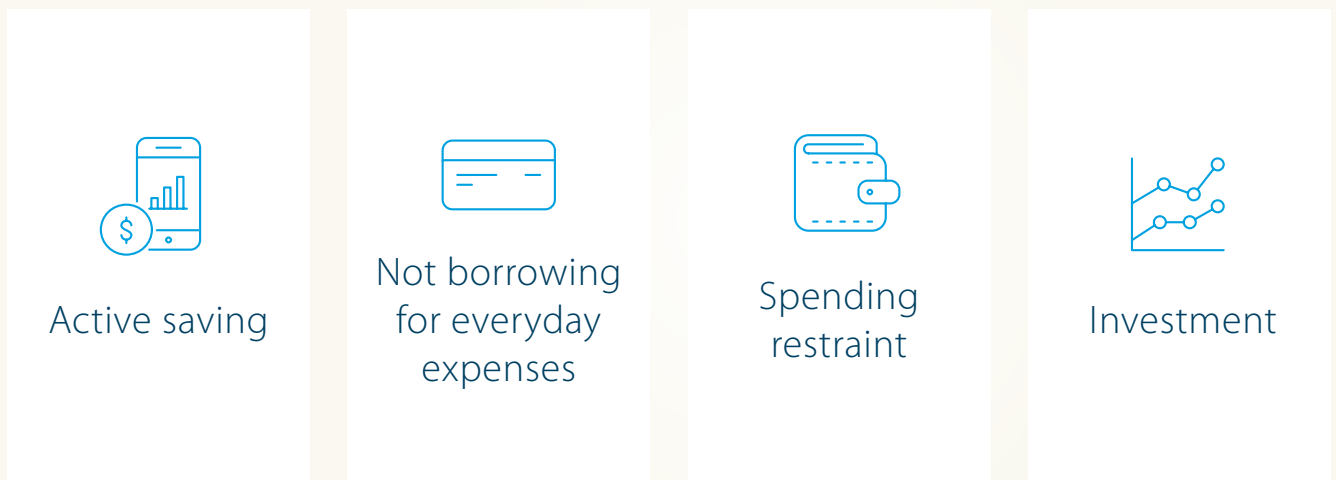 Active saving
Not borrowing
for everyday
expenses
Spending
restraint
Investment